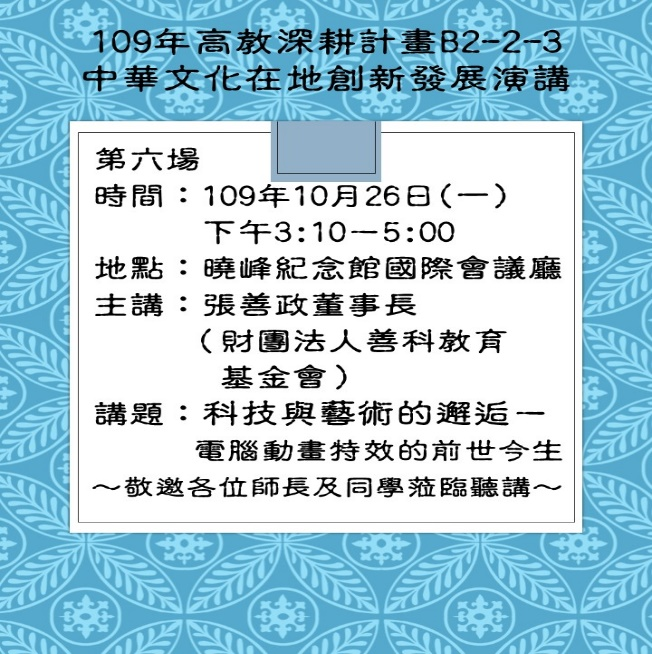 109年高教深耕計畫B2-2-3
中華文化在地創新發展演講
第六場
時間：109年10月26日(一)
下午3:10—5:00
地點：曉峰紀念館國際會議廳
主講：張善政董事長
（財團法人善科教育
基金會）
講題：科技與藝術的邂逅－
電腦動畫特效的前世今生
～敬邀各位師長及同學蒞臨聽講～